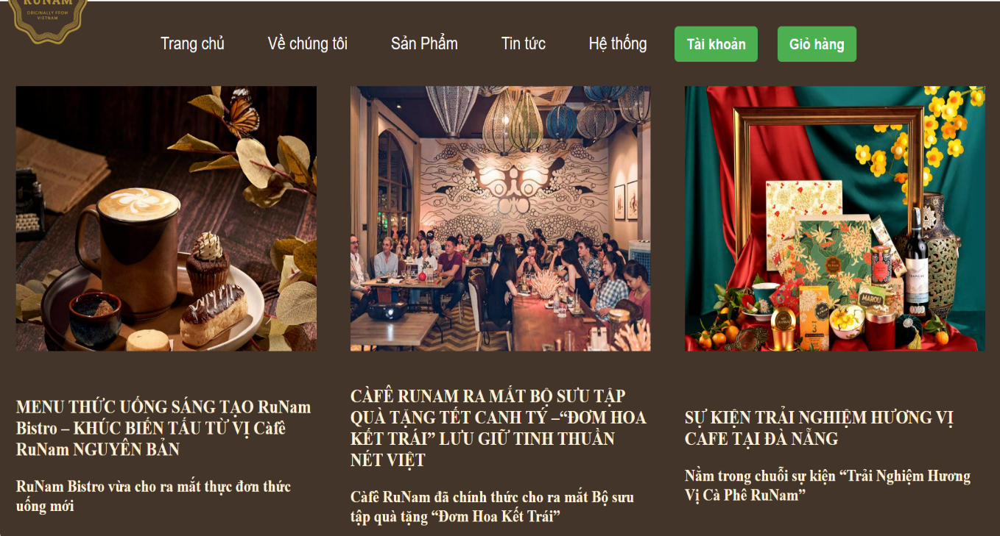 RUNAM
ORIGINALLY FROM
VIETNAM
Trang chủ
Về chúng tôi
Sản Phẩm
Tin tức
Hệ thống
Tài khoản
Giỏ hàng
MENU THỨC UỐNG SÁNG TẠO RuNam
Bistro – KHÚC BIẾN TẤU TỪ VỊ Càfê
RuNam NGUYÊN BẢN
RuNam Bistro vừa cho ra mắt thực đơn thức
uống mới
CÀFÊ RUNAM RA MẮT BỘ SƯU TẬP
QUÀ TẶNG TẾT CANH TÝ –“ĐƠM HOA
KẾT TRÁI” LƯU GIỮ TINH THUẦN
NÉT VIỆT
Càfê RuNam đã chính thức cho ra mắt Bộ sưu
tập quà tặng “Đơm Hoa Kết Trái”
MAROU
RUNAM
SỰ KIỆN TRẢI NGHIỆM HƯƠNG VỊ
CAFE TẠI ĐÀ NẴNG
Nằm trong chuỗi sự kiện “Trải Nghiệm Hương
Vị Cà Phê RuNam”